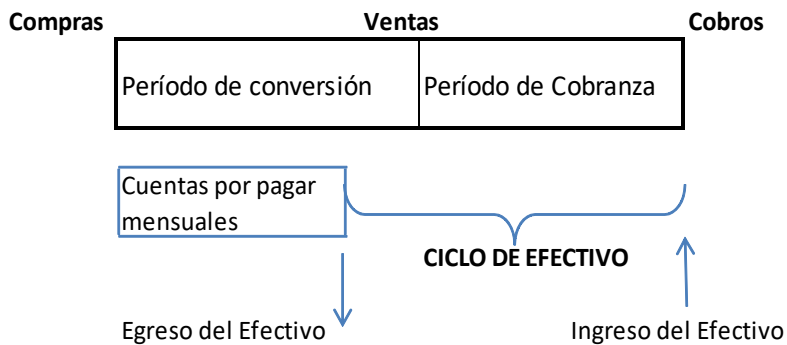 Compras Ventas Cobros
Período de conversión Período de Cobranza
Cuentas por pagar
mensuales
CICLO DE EFECTIVO
Egreso del Efectivo Ingreso del Efectivo